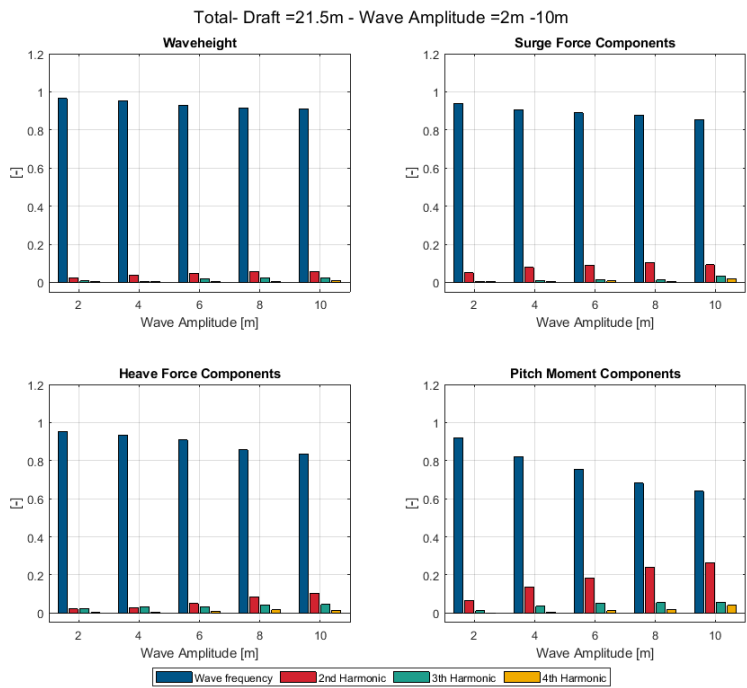 Total- Draft =21.5m - Wave Amplitude =2m -10m
Waveheight
1.2
1
0.8
0.6
0.4
0.2
0
[-]
2 4 6 8 10
Wave Amplitude [m]
Surge Force Components
1.2
1
0.8
0.6
0.4
0.2
0
[-]
2 4 6 8 10
Wave Amplitude [m]
Heave Force Components
1.2
1
0.8
0.6
0.4
0.2
0
[-]
2 4 6 8 10
Wave Amplitude [m]
Pitch Moment Components
1.2
1
0.8
0.6
0.4
0.2
0
[-]
2 4 6 8 10
Wave Amplitude [m]
Wave frequency 2nd Harmonic 3th Harmonic 4th Harmonic